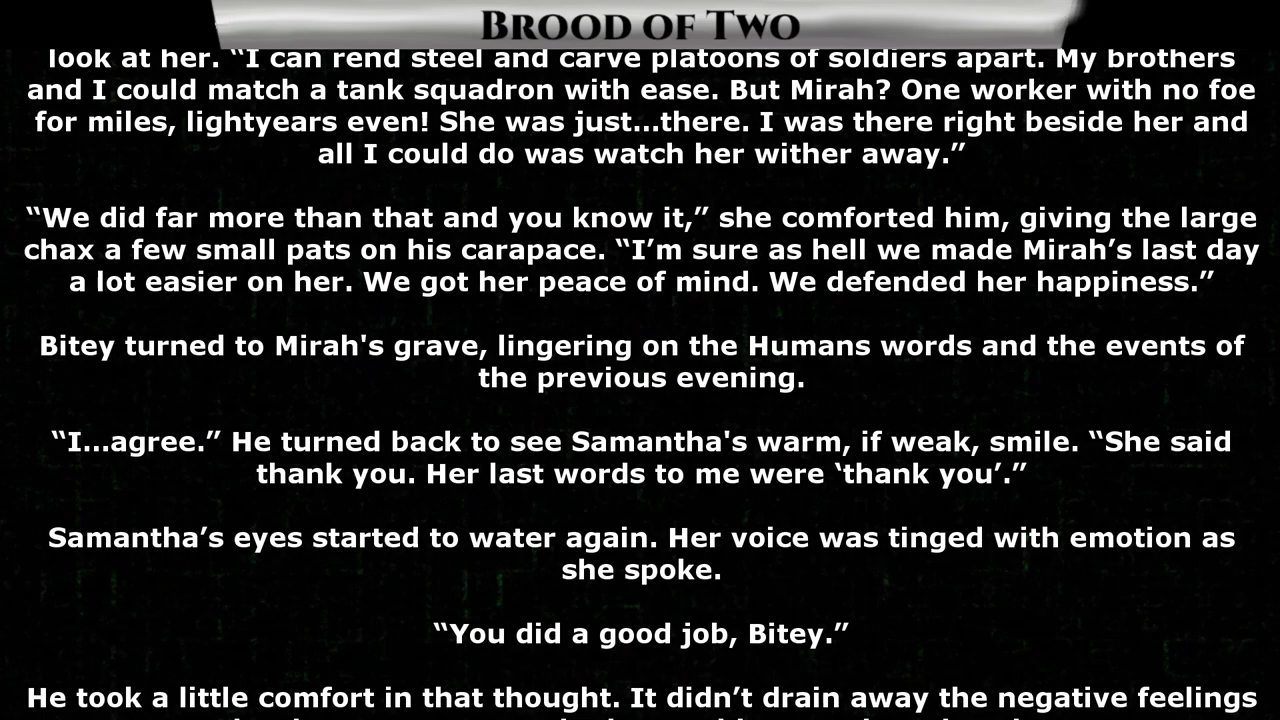 Brood of Two
look at her. “I can rend steel and carve platoons of soldiers apart. My brothers
and I could match a tank squadron with ease. But Mirah? One worker with no foe
for miles, lightyears even! She was just...there. I was there right beside her and
all I could do was watch her wither away.”
“We did far more than that and you know it,” she comforted him, giving the large
chax a few small pats on his carapace. “I’m sure as hell we made Mirah’s last day
a lot easier on her. We got her peace of mind. We defended her happiness.”
Bitey turned to Mirah's grave, lingering on the Humans words and the events of
the previous evening.
“I...agree.” He turned back to see Samantha's warm, if weak, smile. “She said
thank you. Her last words to me were ‘thank you’.”
Samantha’s eyes started to water again. Her voice was tinged with emotion as
she spoke.
“You did a good job, Bitey.”
He took a little comfort in that thought. It didn’t drain away the negative feelings